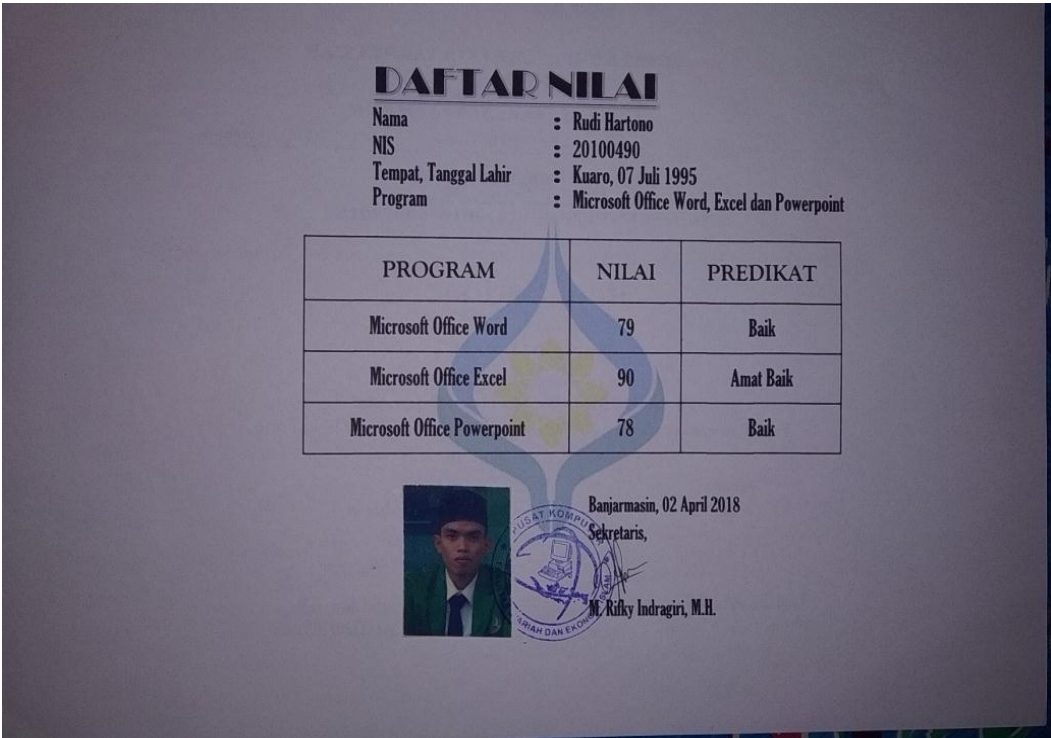 DAFTAR NILAI
Nama : Rudi Hartono
NIS : 20100490
Tempat, Tanggal Lahir : Kuaro, 07 Juli 1995
Program : Microsoft Office Word, Excel dan Powerpoint
PROGRAM NILAI PREDIKAT
Microsoft Office Word 79 Baik
Microsoft Office Excel 90 Amat Baik
Microsoft Office Powerpoint 78 Baik
Banjarmasin, 02 April 2018
Sekretaris,
M. Rifky Indragiri, M.H.
PUSAT
DAN